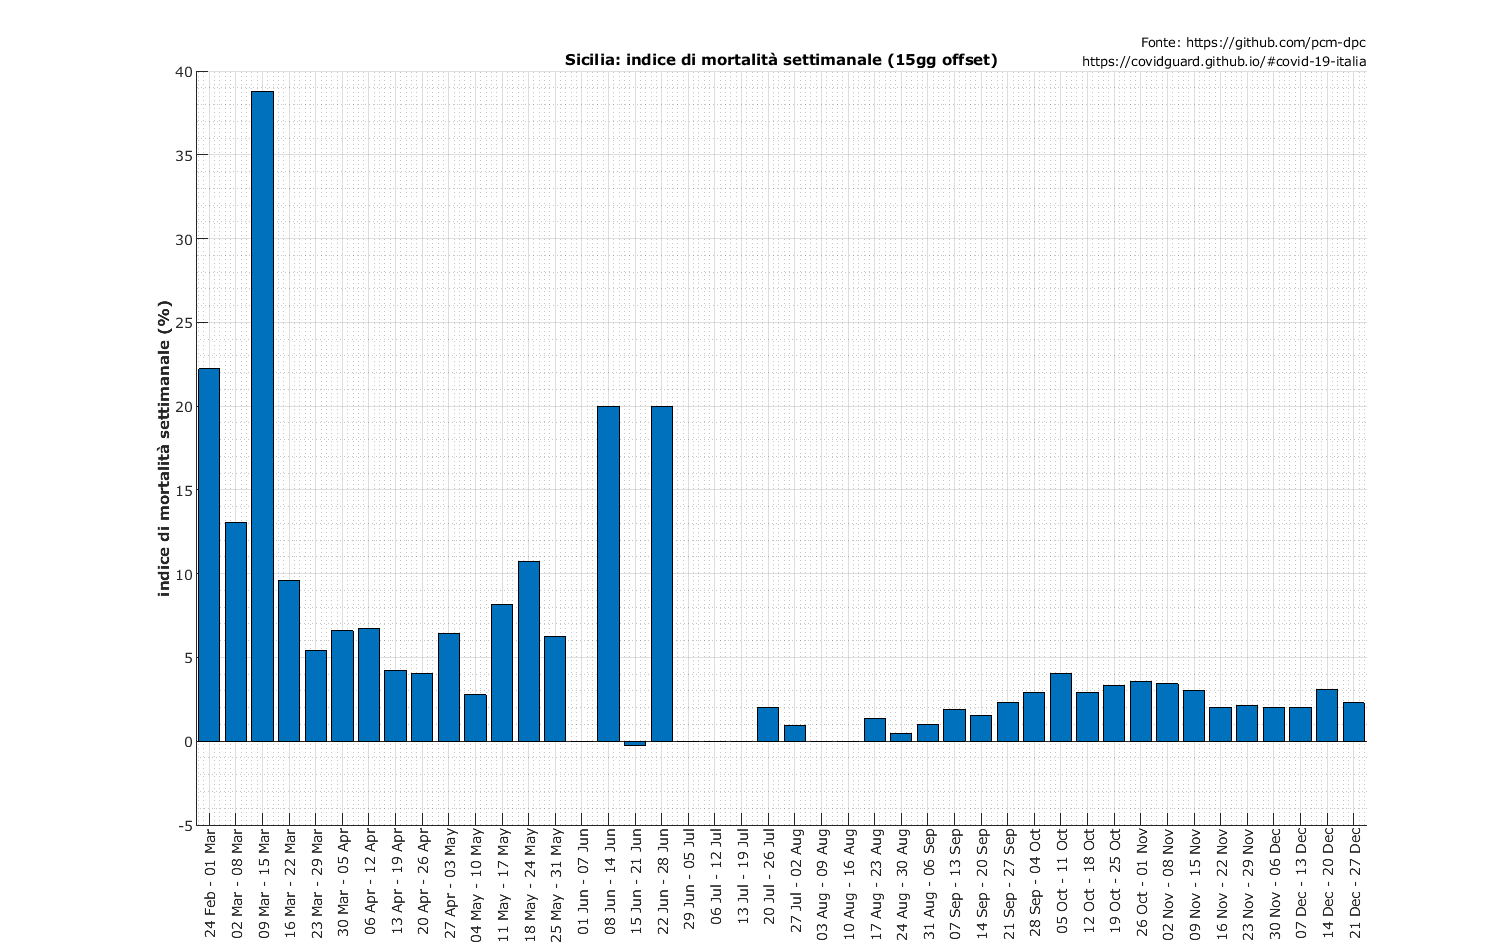 Fonte: https://github.com/pcm-dpc
https://covidguard.github.io/#covid-19-italia
Sicilia: indice di mortalità settimanale (15gg offset)
indice di mortalità settimanale (%)
40
35
30
25
20
15
10
5
0
-5
24 Feb - 01 Mar
02 Mar - 08 Mar
09 Mar - 15 Mar
16 Mar - 22 Mar
23 Mar - 29 Mar
30 Mar - 05 Apr
06 Apr - 12 Apr
13 Apr - 19 Apr
20 Apr - 26 Apr
27 Apr - 03 May
04 May - 10 May
11 May - 17 May
18 May - 24 May
25 May - 31 May
01 Jun - 07 Jun
08 Jun - 14 Jun
15 Jun - 21 Jun
22 Jun - 28 Jun
29 Jun - 05 Jul
06 Jul - 12 Jul
13 Jul - 19 Jul
20 Jul - 26 Jul
27 Jul - 02 Aug
03 Aug - 09 Aug
10 Aug - 16 Aug
17 Aug - 23 Aug
24 Aug - 30 Aug
31 Aug - 06 Sep
07 Sep - 13 Sep
14 Sep - 20 Sep
21 Sep - 27 Sep
28 Sep - 04 Oct
05 Oct - 11 Oct
12 Oct - 18 Oct
19 Oct - 25 Oct
26 Oct - 01 Nov
02 Nov - 08 Nov
09 Nov - 15 Nov
16 Nov - 22 Nov
23 Nov - 29 Nov
30 Nov - 06 Dec
07 Dec - 13 Dec
14 Dec - 20 Dec
21 Dec - 27 Dec